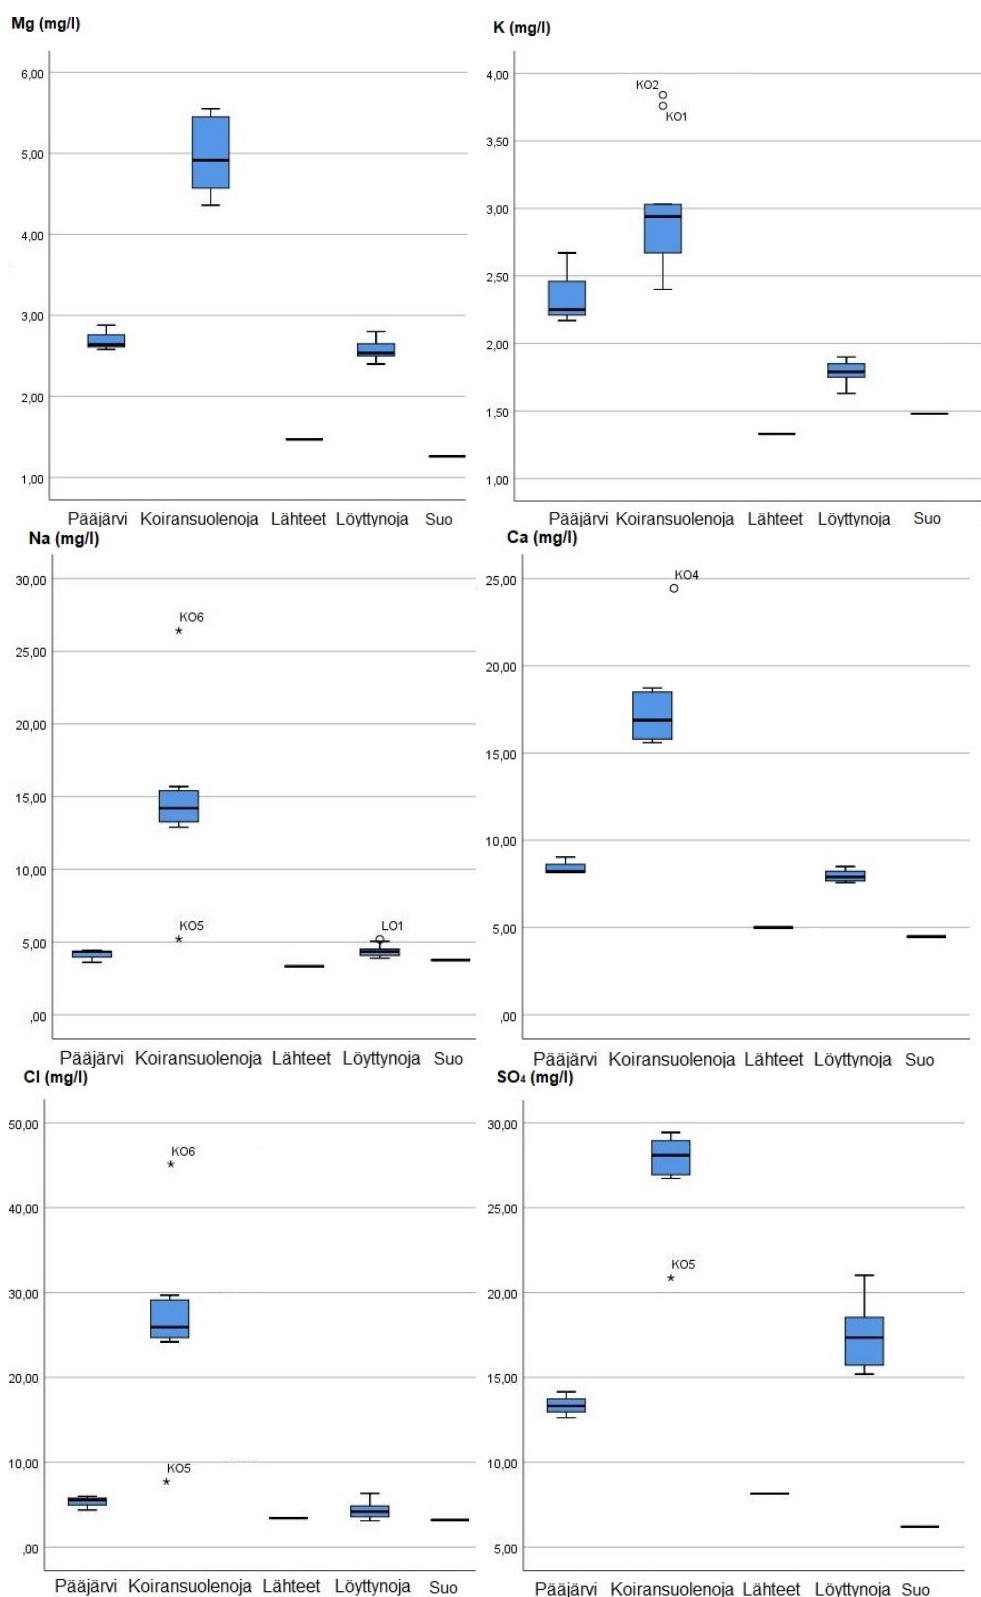 Mg (mg/l)
6,00
5,00
4,00
3,00
2,00
1,00
Pääjärvi Koiransuolenoja Lähteet Löyttynoja Suo
K (mg/l)
4,00
3,50
3,00
2,50
2,00
1,50
1,00
KO2
KO1
Pääjärvi Koiransuolenoja Lähteet Löyttynoja Suo
Na (mg/l)
30,00
25,00
20,00
15,00
10,00
5,00
,00
KO6
KO5
LO1
Pääjärvi Koiransuolenoja Lähteet Löyttynoja Suo
Ca (mg/l)
25,00
20,00
15,00
10,00
5,00
,00
KO4
Pääjärvi Koiransuolenoja Lähteet Löyttynoja Suo
Cl (mg/l)
50,00
40,00
30,00
20,00
10,00
,00
KO6
KO5
Pääjärvi Koiransuolenoja Lähteet Löyttynoja Suo
SO₄ (mg/l)
30,00
25,00
20,00
15,00
10,00
5,00
KO5
Pääjärvi Koiransuolenoja Lähteet Löyttynoja Suo